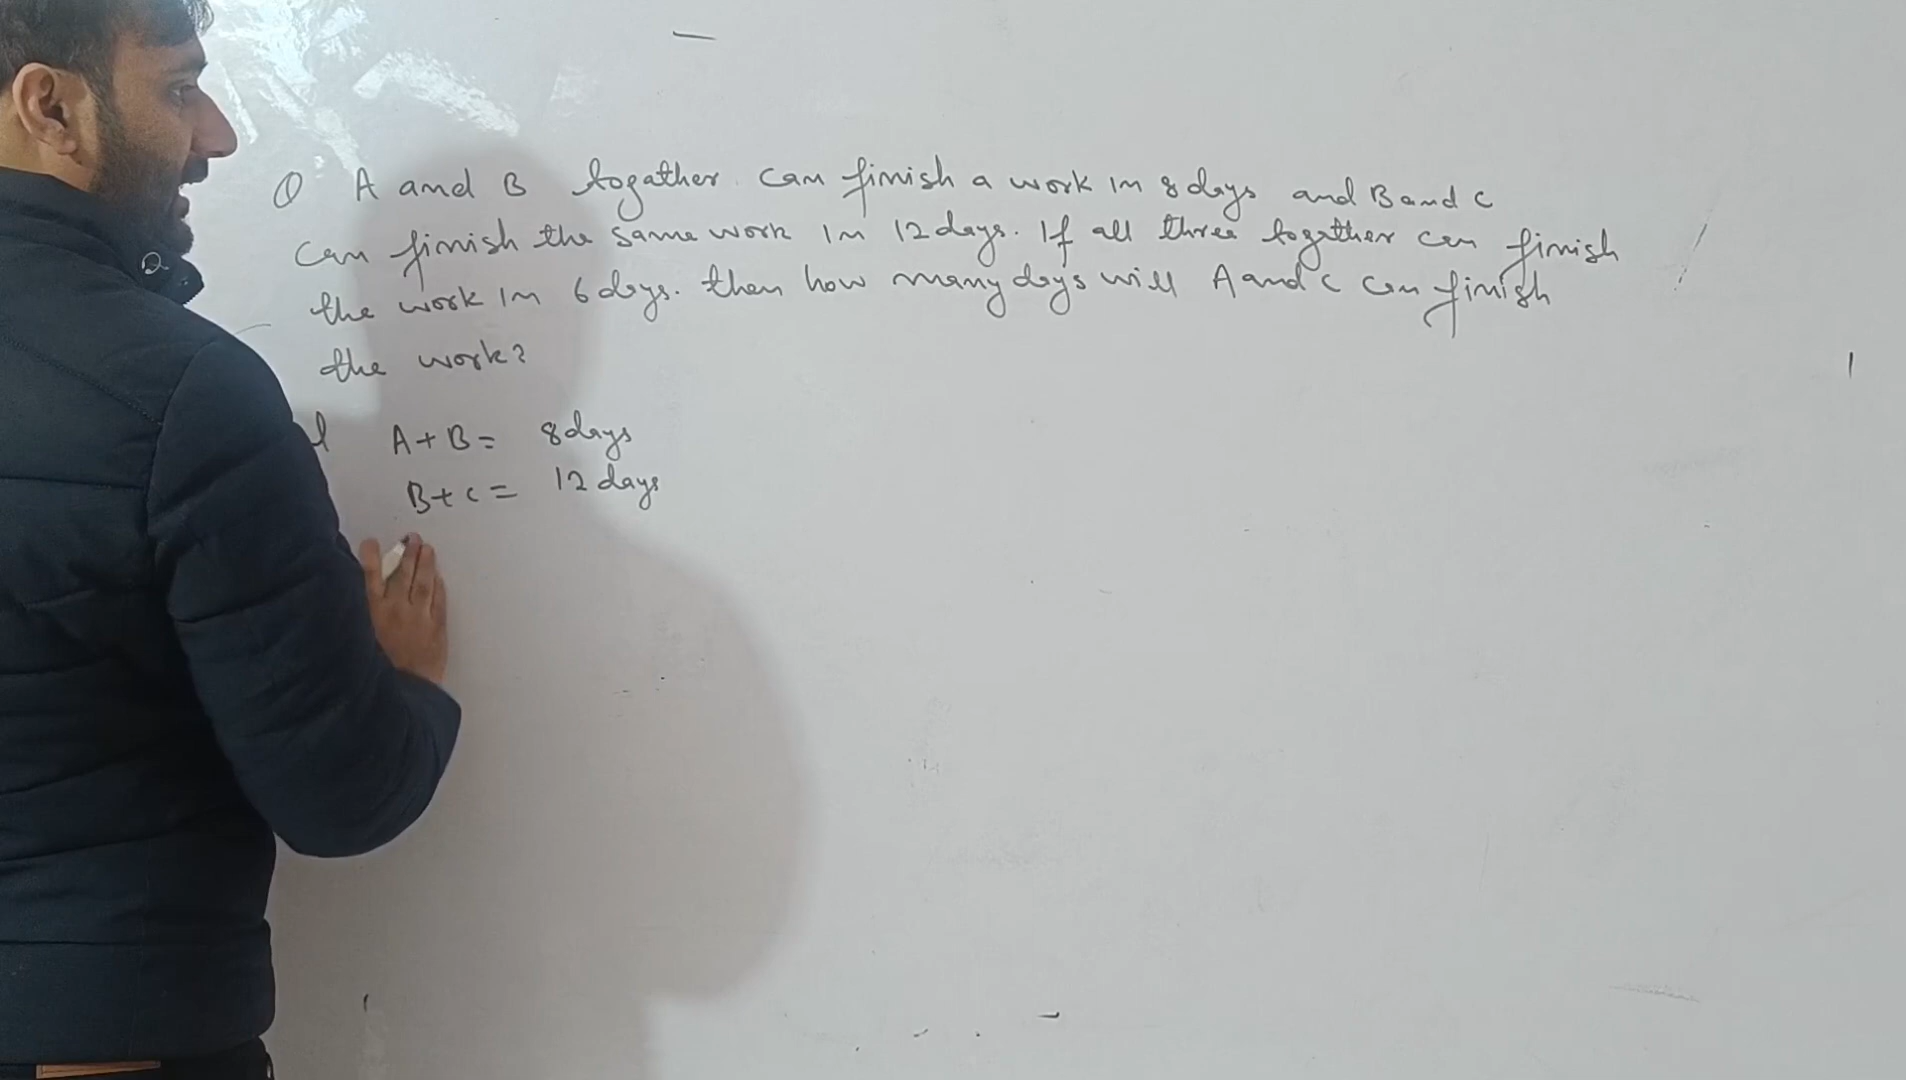 Q A and B togather can finish a work in 8 days and B and C
can finish the same work in 12 days. If all three together can finish
the work in 6 days. then how many days will A and C can finish
the work?
A + B = 8 days
B + C = 12 days